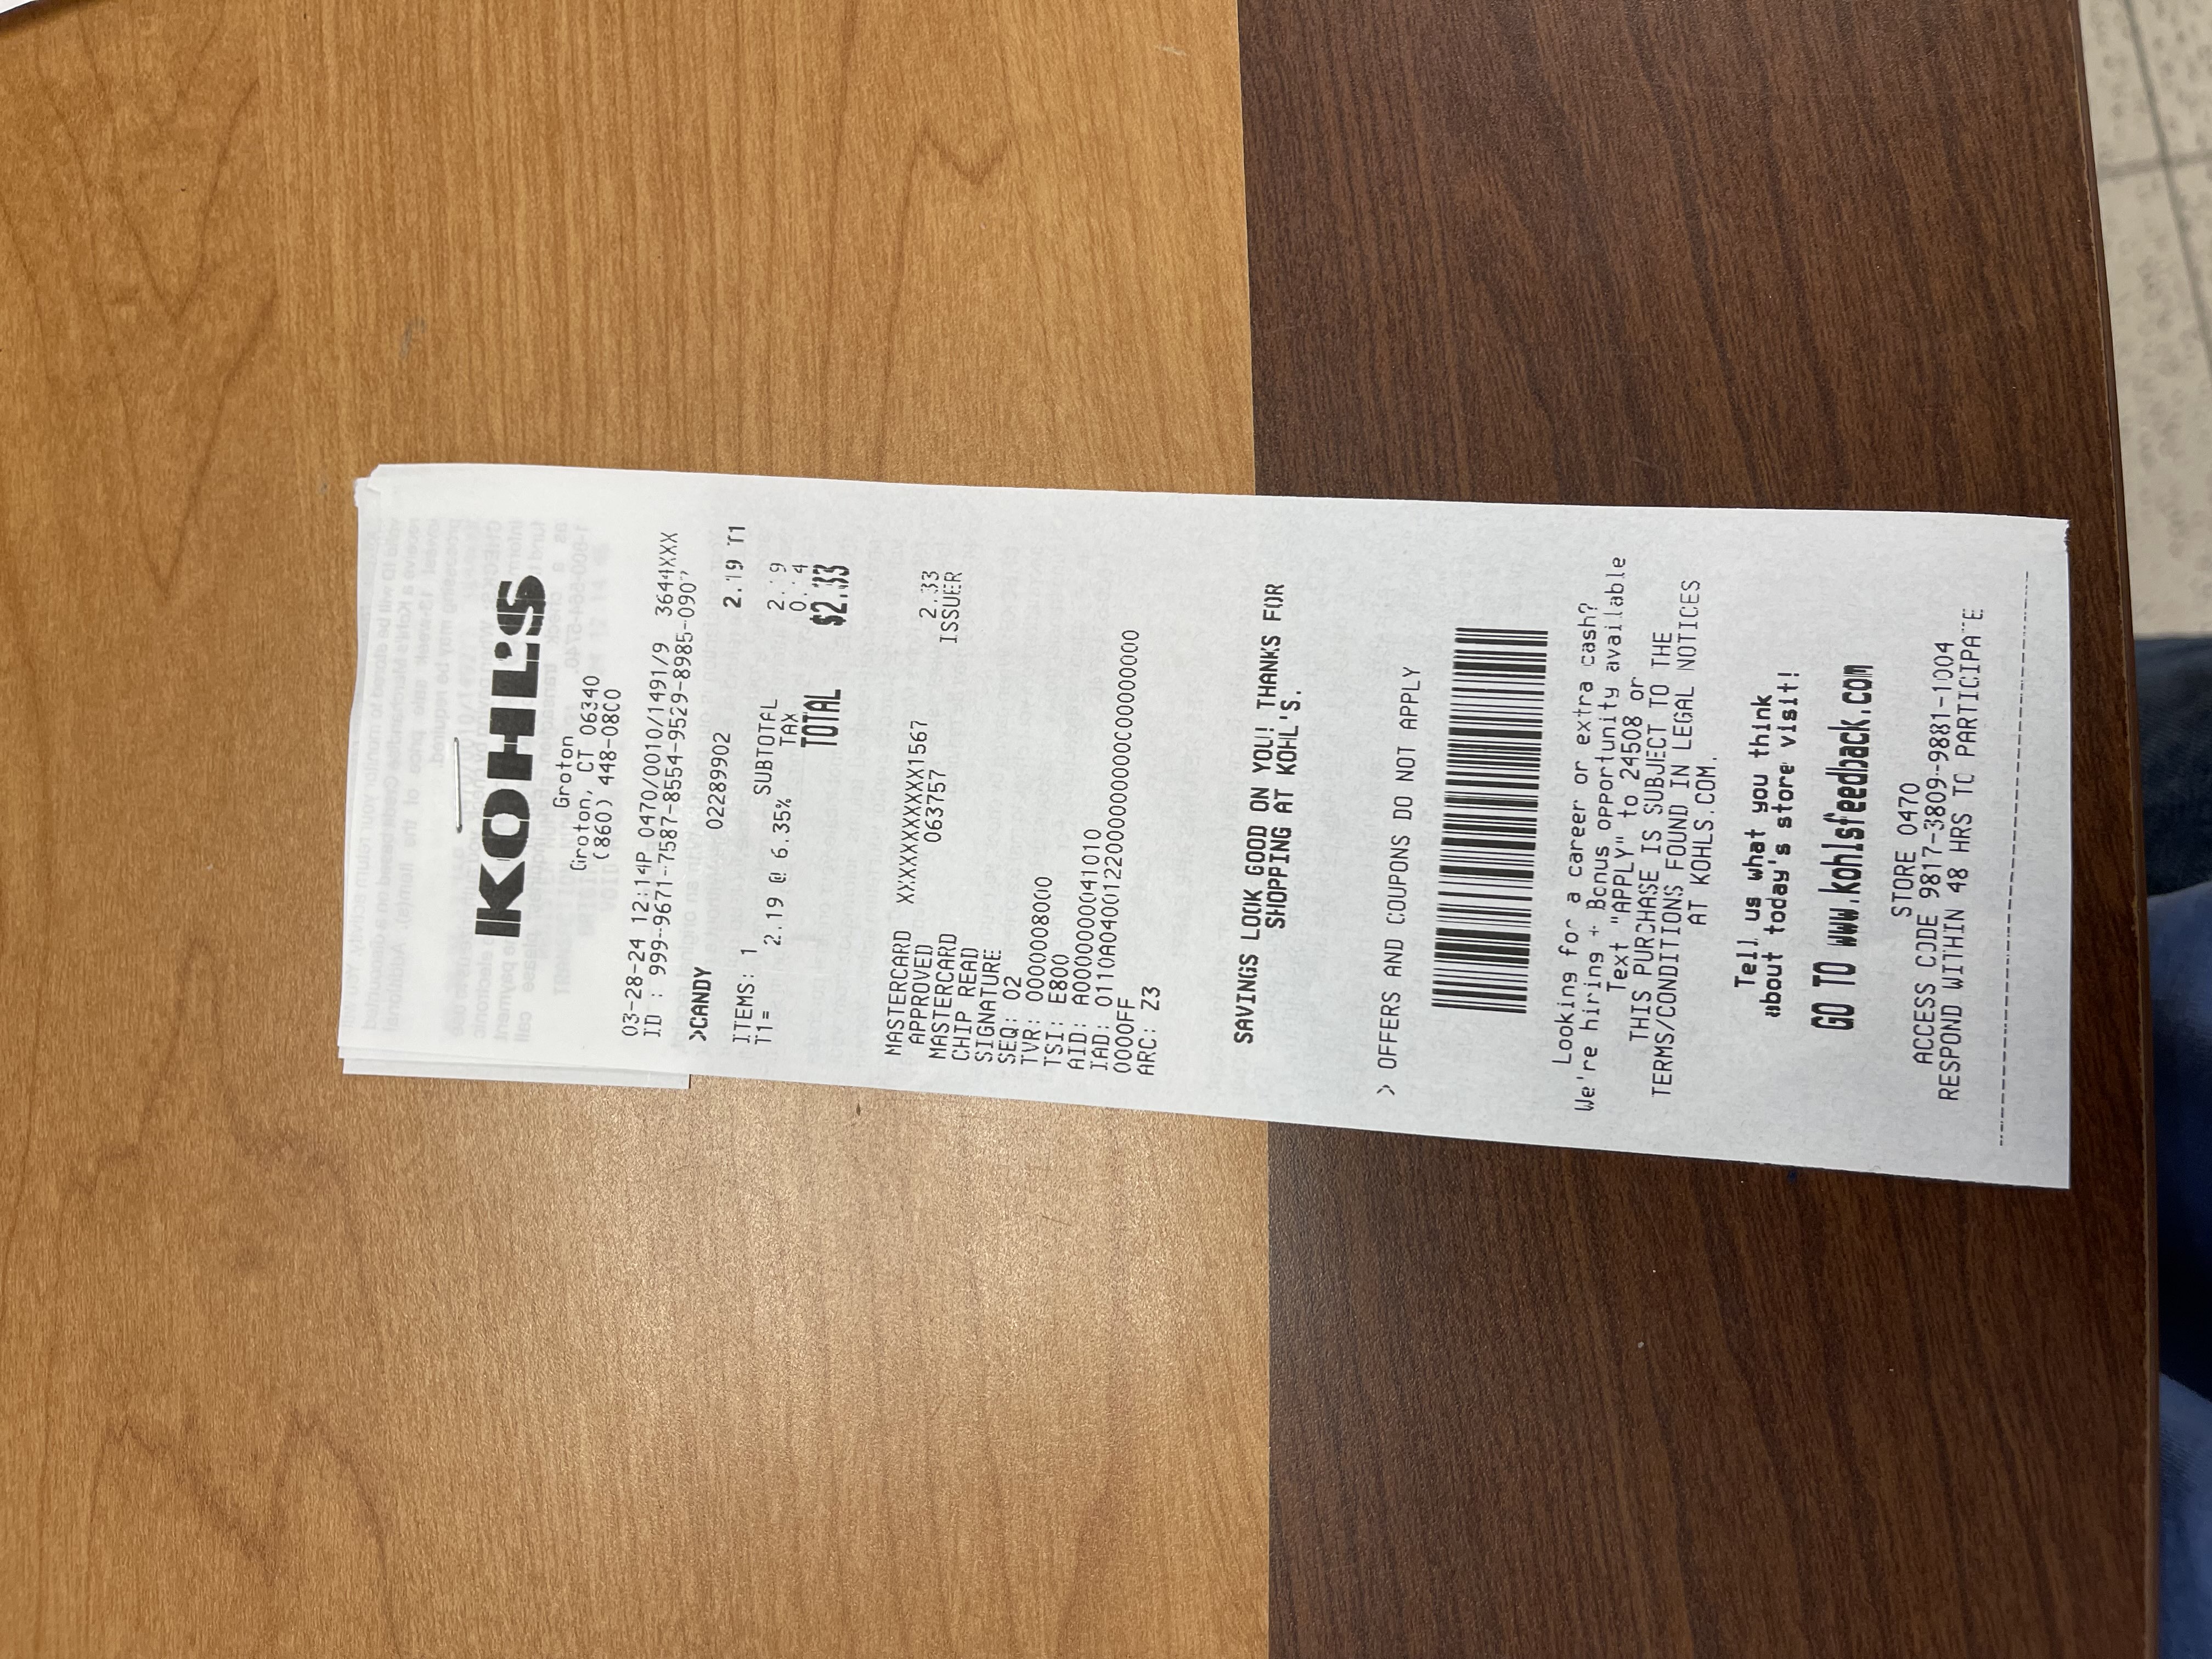 KOHL'S
Groton
Groton, CT 06340
(860) 448-0800
03-28-24 12:14P 0470/0010/1491/9 3644XXX
ID : 999-9671-7587-8554-9529-8985-090
>CANDY 02289902 2.19 T1
ITEMS: 1 SUBTOTAL 2.19
T1= 2.19 @ 6.35% TAX 0.14
TOTAL $2.33
MASTERCARD XXXXXXXXXXXX1567 2.33
APPROVED 063757 ISSUER
MASTERCARD
CHIP READ
SIGNATURE
SEQ: 02
TVR: 0000008000
TSI: E800
AID: A0000000041010
IAD: 0110A04001220000000000000000000000
0000FF
ARC: Z3
SAVINGS LOOK GOOD ON YOU! THANKS FOR
SHOPPING AT KOHL'S.
> OFFERS AND COUPONS DO NOT APPLY
Looking for a career or extra cash?
We're hiring + Bonus opportunity available
Text "APPLY" to 24508 or
THIS PURCHASE IS SUBJECT TO THE
TERMS/CONDITIONS FOUND IN LEGAL NOTICES
AT KOHLS.COM.
Tell us what you think
about today's store visit!
GO TO www.kohlsfeedback.com
STORE 0470
ACCESS CODE 9817-3809-9881-1004
RESPOND WITHIN 48 HRS TO PARTICIPATE